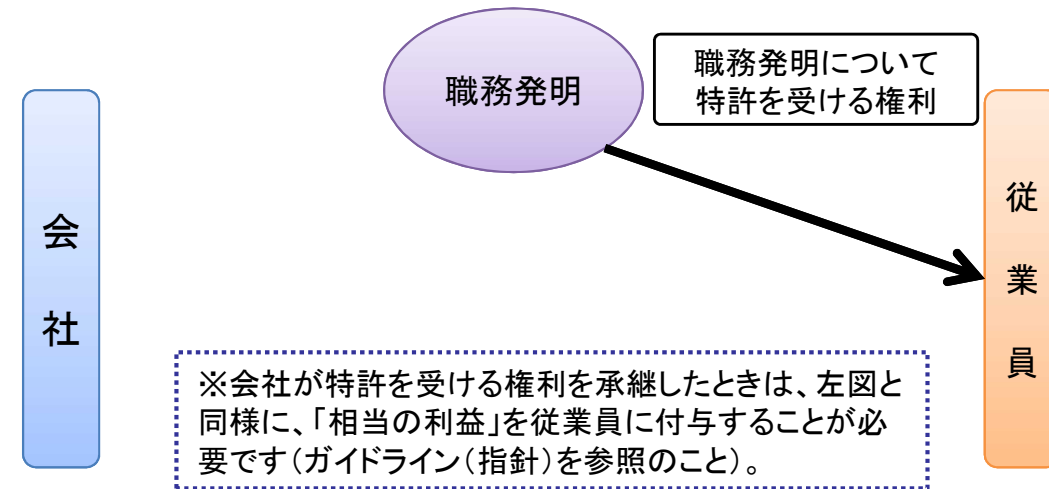 職務発明
職務発明について
特許を受ける権利
会社
従業員
※会社が特許を受ける権利を承継したときは、左図と
同様に、「相当の利益」を従業員に付与することが必
要です(ガイドライン(指針)を参照のこと)。